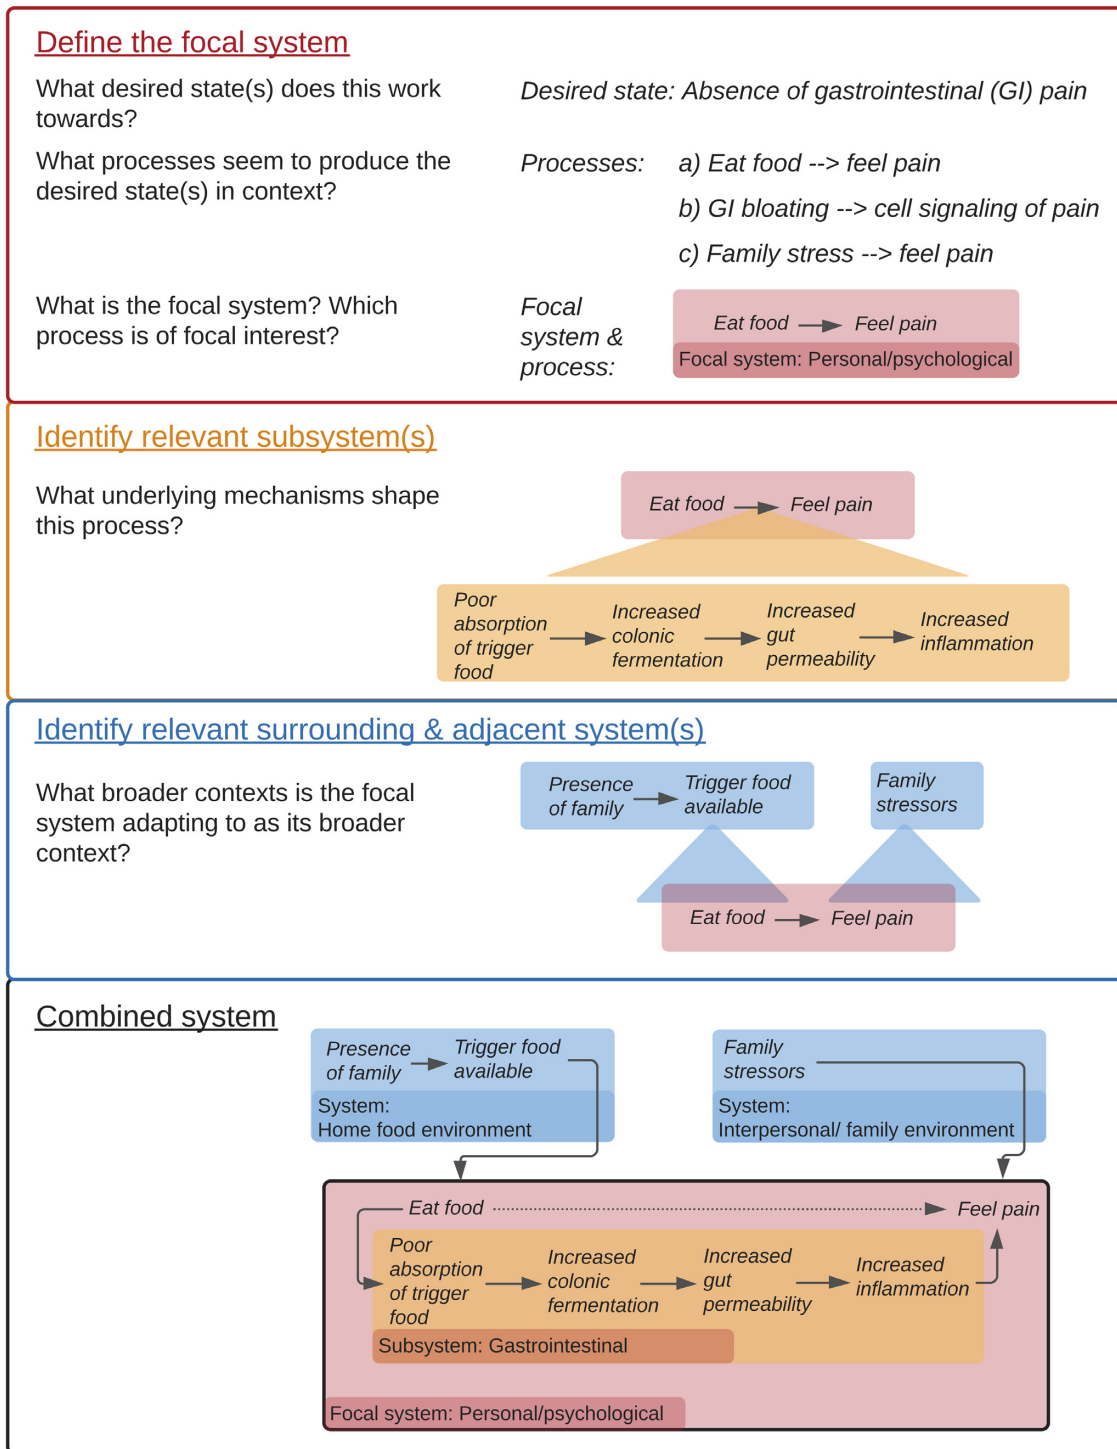 Define the focal system
What desired state(s) does this work
towards?
Desired state: Absence of gastrointestinal (GI) pain
What processes seem to produce the
desired state(s) in context?
Processes:
a) Eat food --> feel pain
b) GI bloating --> cell signaling of pain
c) Family stress --> feel pain
What is the focal system? Which
process is of focal interest?
Focal
system &
process:
Eat food
Feel pain
Focal system: Personal/psychological
Identify relevant subsystem(s)
What underlying mechanisms shape
this process?
Eat food
Feel pain
Poor
absorption
of trigger
food
Increased
colonic
fermentation
Increased
gut
permeability
Increased
inflammation
Identify relevant surrounding & adjacent system(s)
What broader contexts is the focal
system adapting to as its broader
context?
Presence
of family
Trigger food
available
Family
stressors
Eat food
Feel pain
Combined system
Presence
of family
Trigger food
available
System:
Home food environment
Family
stressors
System:
Interpersonal/ family environment
Eat food
Feel pain
Poor
absorption
of trigger
food
Increased
colonic
fermentation
Increased
gut
permeability
Increased
inflammation
Subsystem: Gastrointestinal
Focal system: Personal/psychological